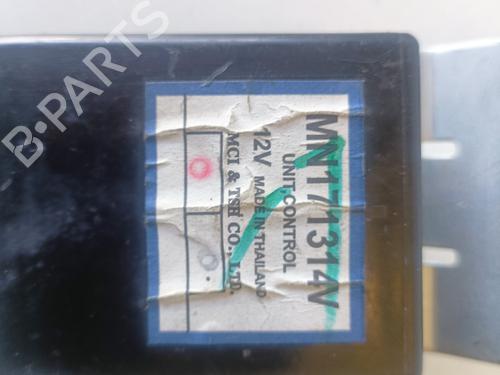 MN171314V
UNIT,CONTROL
12V MADE IN THAILAND
MCI & TSH CO.,LTD.
B-PARTS